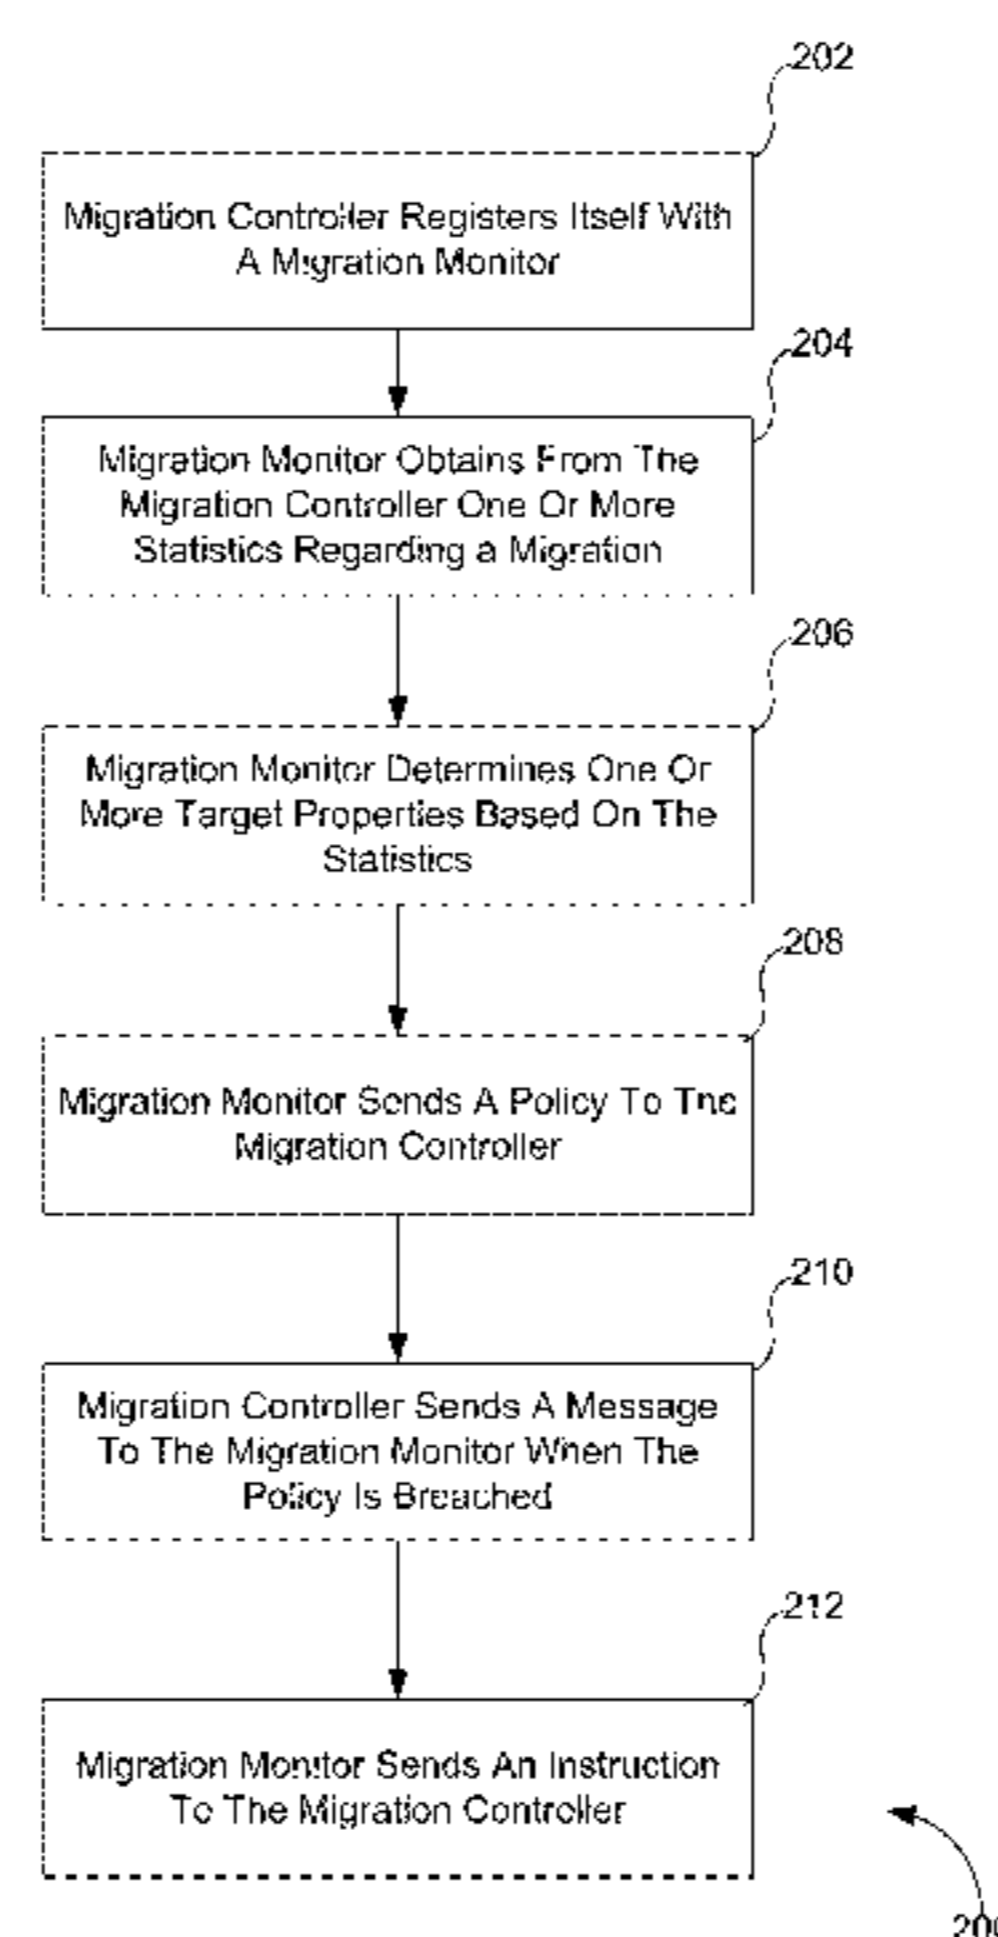 202
Migration Controller Registers Itself With
A Migration Monitor
204
Migration Monitor Obtains From The
Migration Controller One Or More
Statistics Regarding a Migration
206
Migration Monitor Determines One Or
More Target Properties Based On The
Statistics
208
Migration Monitor Sends A Policy To The
Migration Controller
210
Migration Controller Sends A Message
To The Migration Monitor When The
Policy Is Breached
212
Migration Monitor Sends An Instruction
To The Migration Controller
200